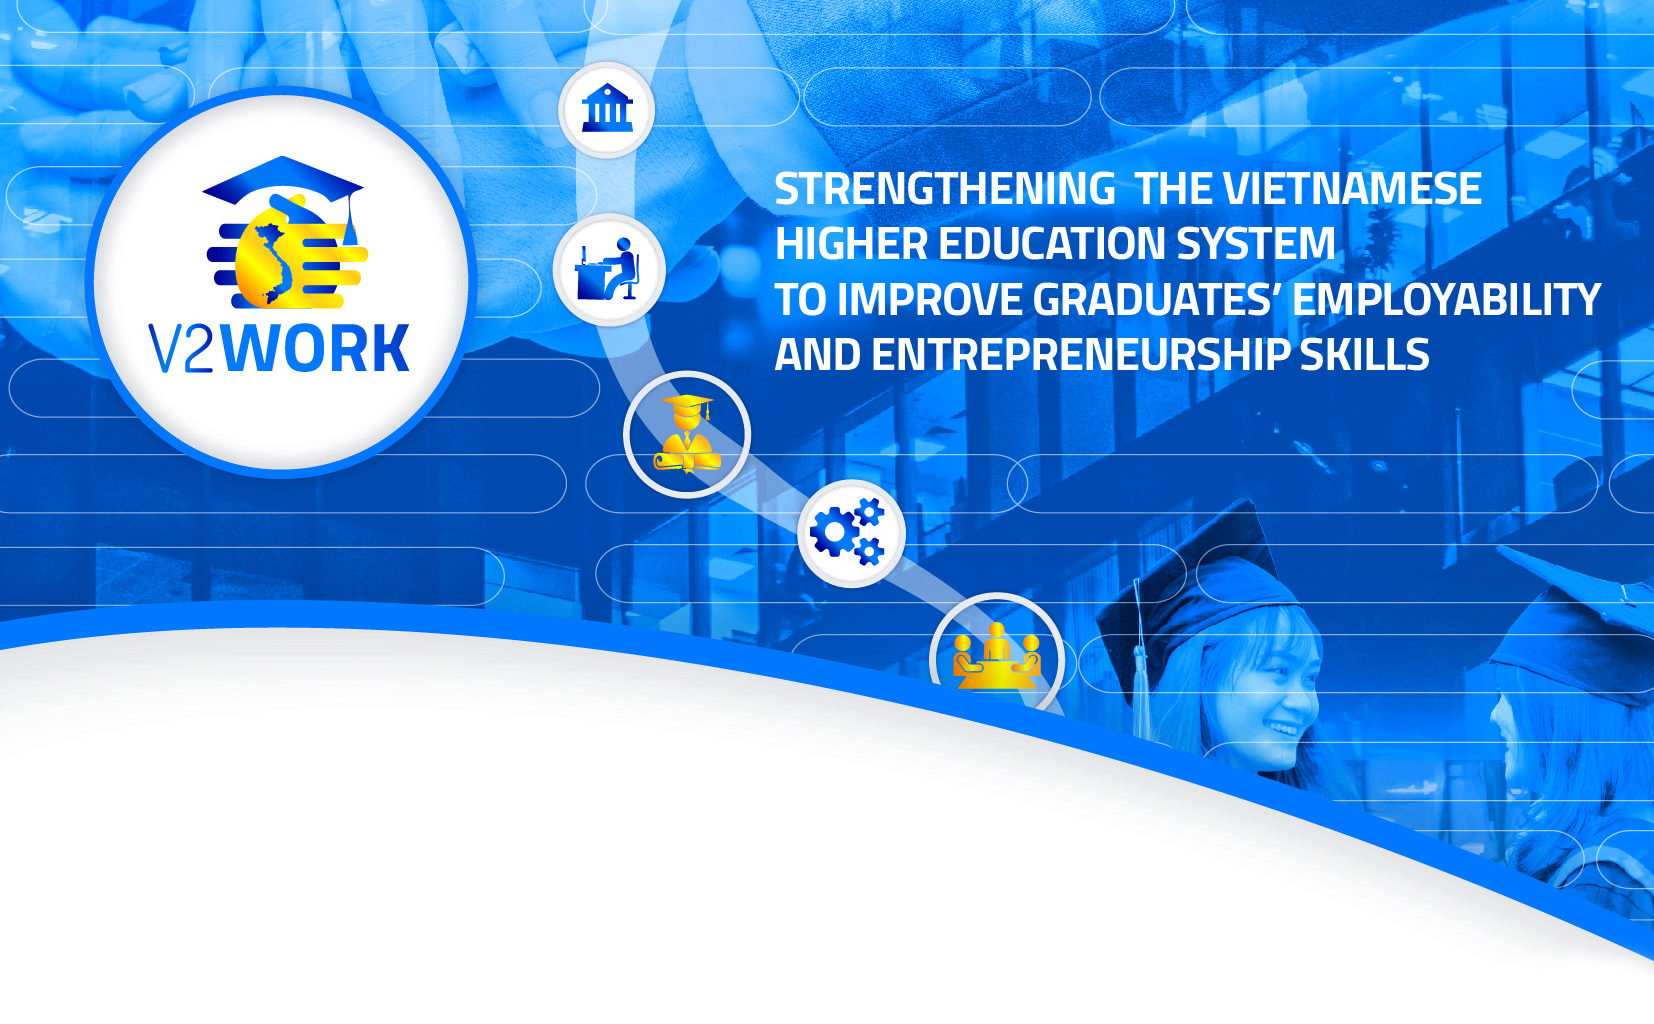 V2WORK
STRENGTHENING THE VIETNAMESE
HIGHER EDUCATION SYSTEM
TO IMPROVE GRADUATES’ EMPLOYABILITY
AND ENTREPRENEURSHIP SKILLS